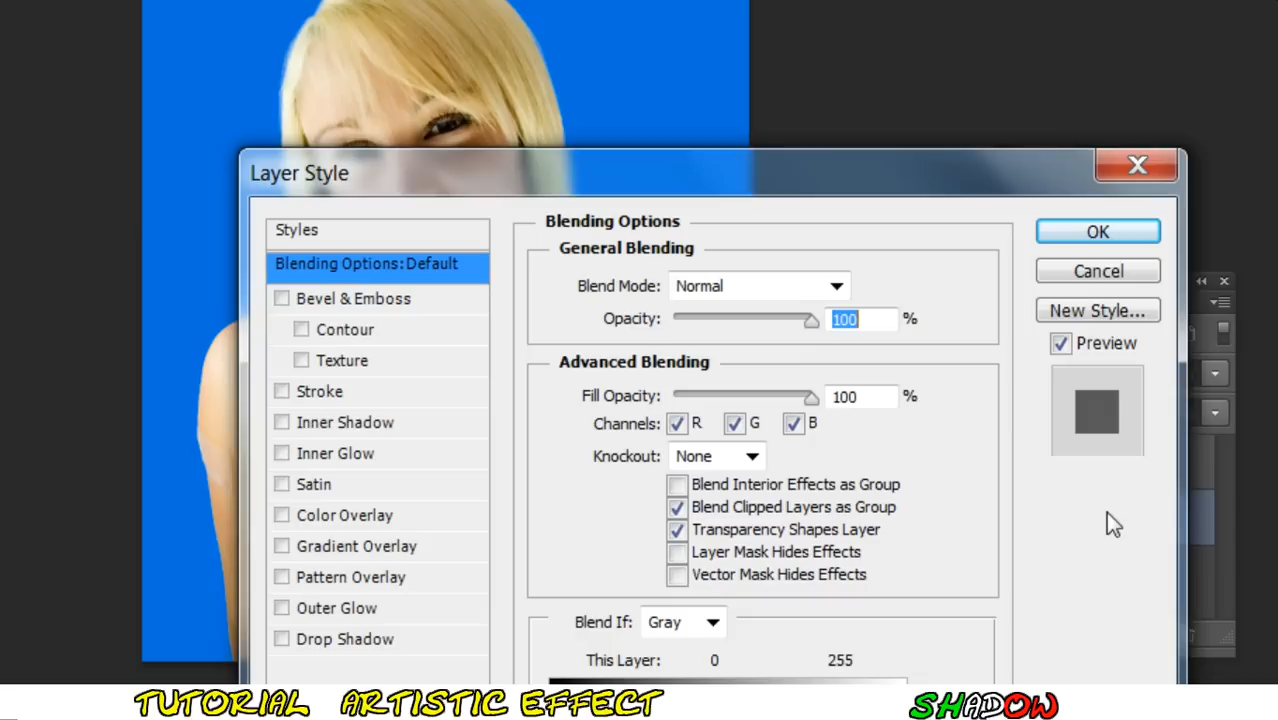 Layer Style
Styles
Blending Options:Default
Bevel & Emboss
Contour
Texture
Stroke
Inner Shadow
Inner Glow
Satin
Color Overlay
Gradient Overlay
Pattern Overlay
Outer Glow
Drop Shadow
Blending Options
General Blending
Blend Mode: Normal
Opacity: 100 %
Advanced Blending
Fill Opacity: 100 %
Channels: R G B
Knockout: None
Blend Interior Effects as Group
Blend Clipped Layers as Group
Transparency Shapes Layer
Layer Mask Hides Effects
Vector Mask Hides Effects
Blend If: Gray
This Layer: 0 255
OK
Cancel
New Style...
Preview
TUTORIAL ARTISTIC EFFECT
SHADOW